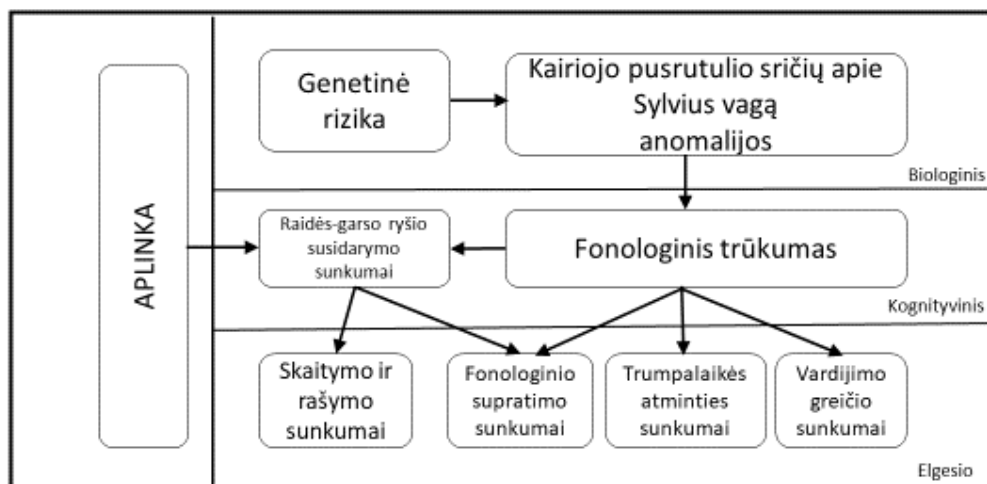 Genetinė
rizika
Kairiojo pusrutulio sričių apie
Sylvius vagą
anomalijos
Biologinis
APLINKA
Raidės-garso ryšio
susidarymo
sunkumai
Fonologinis trūkumas
Kognityvinis
Skaitymo ir
rašymo
sunkumai
Fonologinio
supratimo
sunkumai
Trumpalaikės
atminties
sunkumai
Vardijimo
greičio
sunkumai
Elgesio